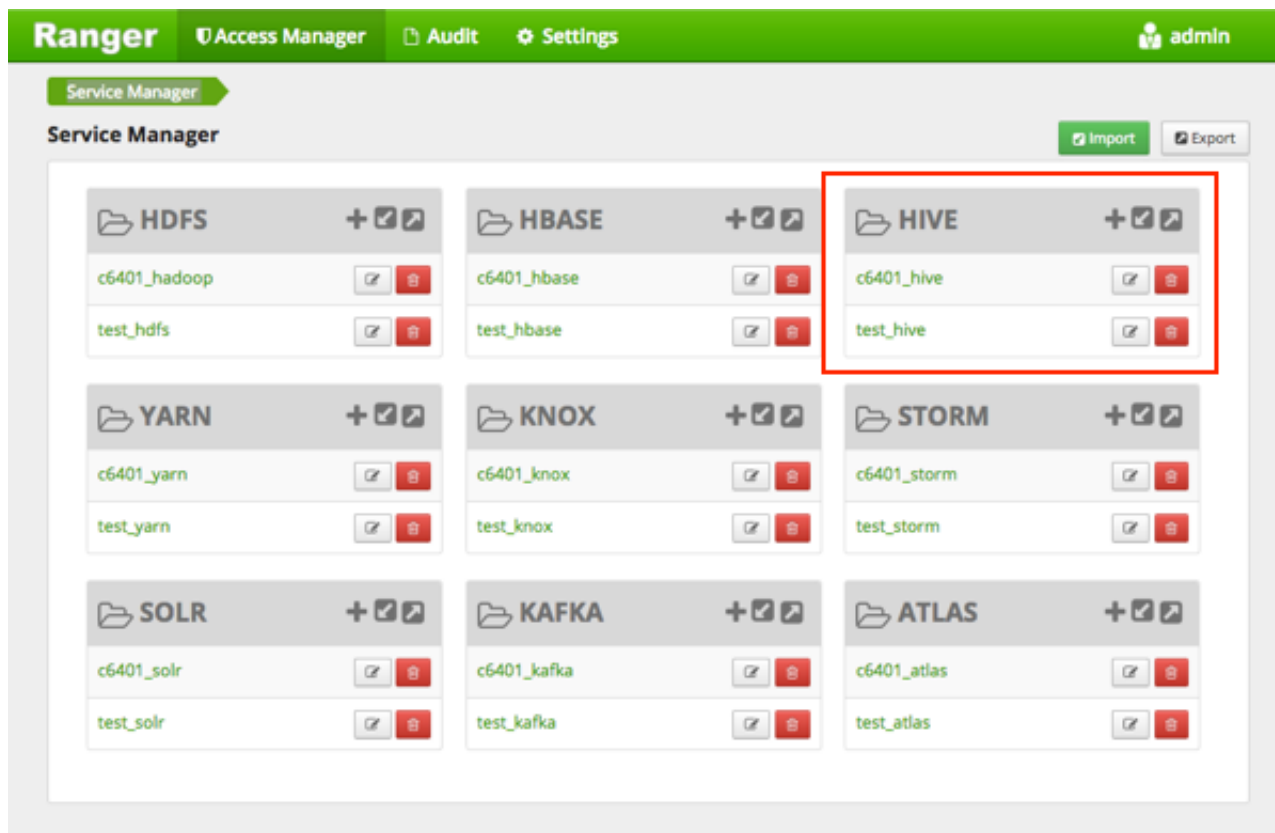 Ranger Access Manager Audit Settings admin
Service Manager
Service Manager Import Export
HDFS HBASE HIVE
c6401_hadoop c6401_hbase c6401_hive
test_hdfs test_hbase test_hive
YARN KNOX STORM
c6401_yarn c6401_knox c6401_storm
test_yarn test_knox test_storm
SOLR KAFKA ATLAS
c6401_solr c6401_kafka c6401_atlas
test_solr test_kafka test_atlas